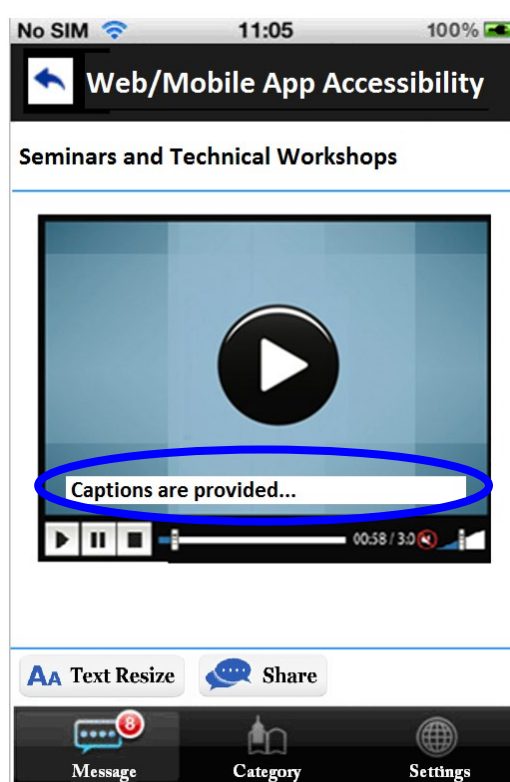 No SIM 11:05 100%
Web/Mobile App Accessibility
Seminars and Technical Workshops
Captions are provided...
00:58 / 3:0
AA Text Resize Share
8
Message Category Settings